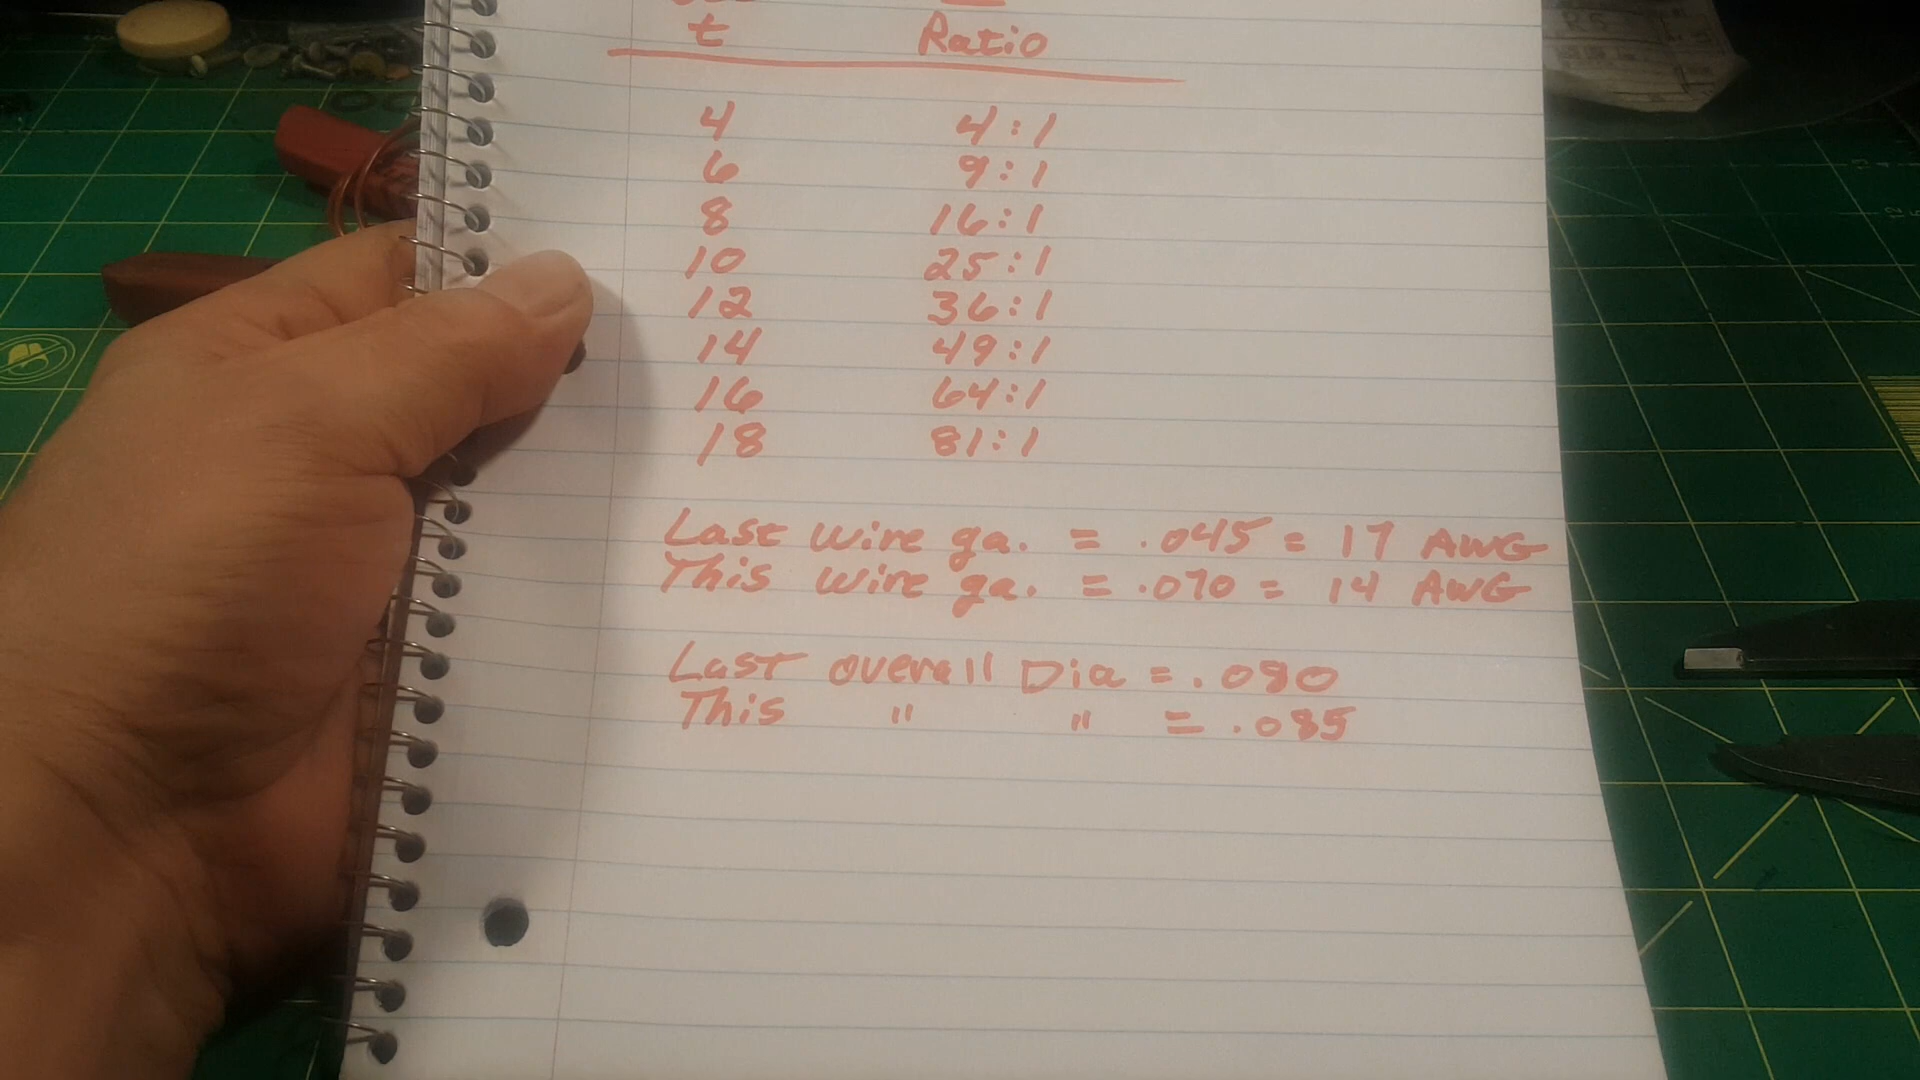 t Ratio
4 4:1
6 9:1
8 16:1
10 25:1
12 36:1
14 49:1
16 64:1
18 81:1
Last wire ga. = .045 = 17 AWG
This wire ga. = .070 = 14 AWG
Last overall Dia = .080
This " " = .085